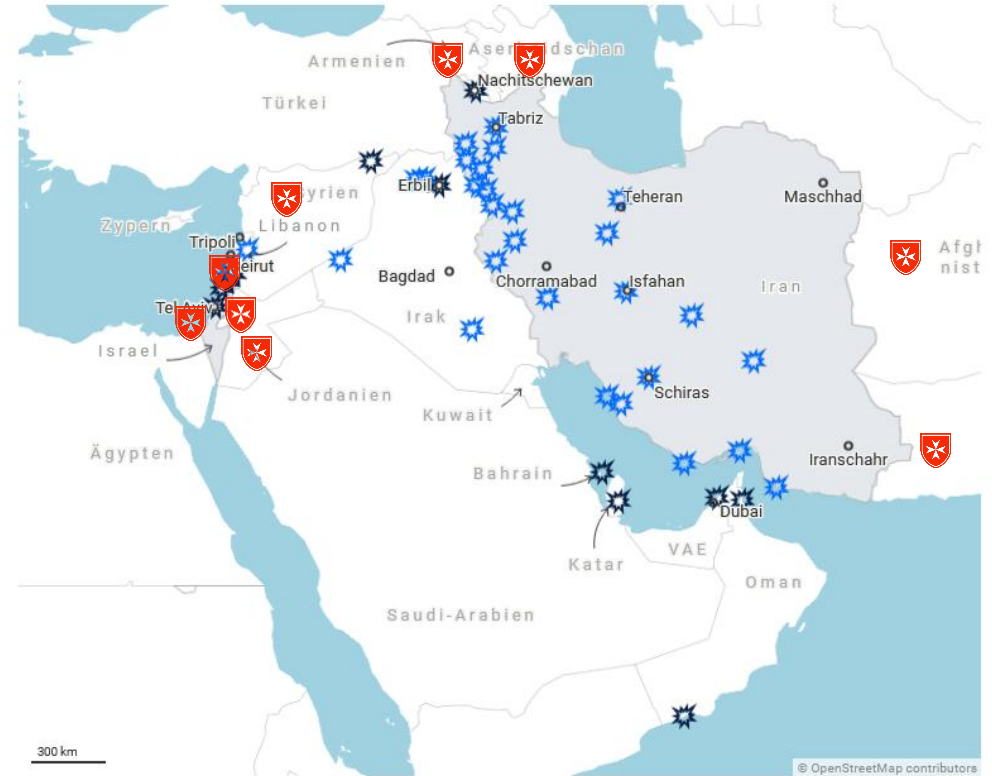 Armenien
Aserbaidschan
Nachitschewan
Türkei
Tabriz
Erbil
Syrien
Teheran
Maschhad
Zypern
Libanon
Tripoli
Beirut
Bagdad
Chorramabad
Isfahan
Iran
Afgh
nist
Tel Aviv
Irak
Israel
Jordanien
Kuwait
Schiras
Ägypten
Iranschahr
Bahrain
Dubai
Katar
VAE
Oman
Saudi-Arabien
300 km
© OpenStreetMap contributors